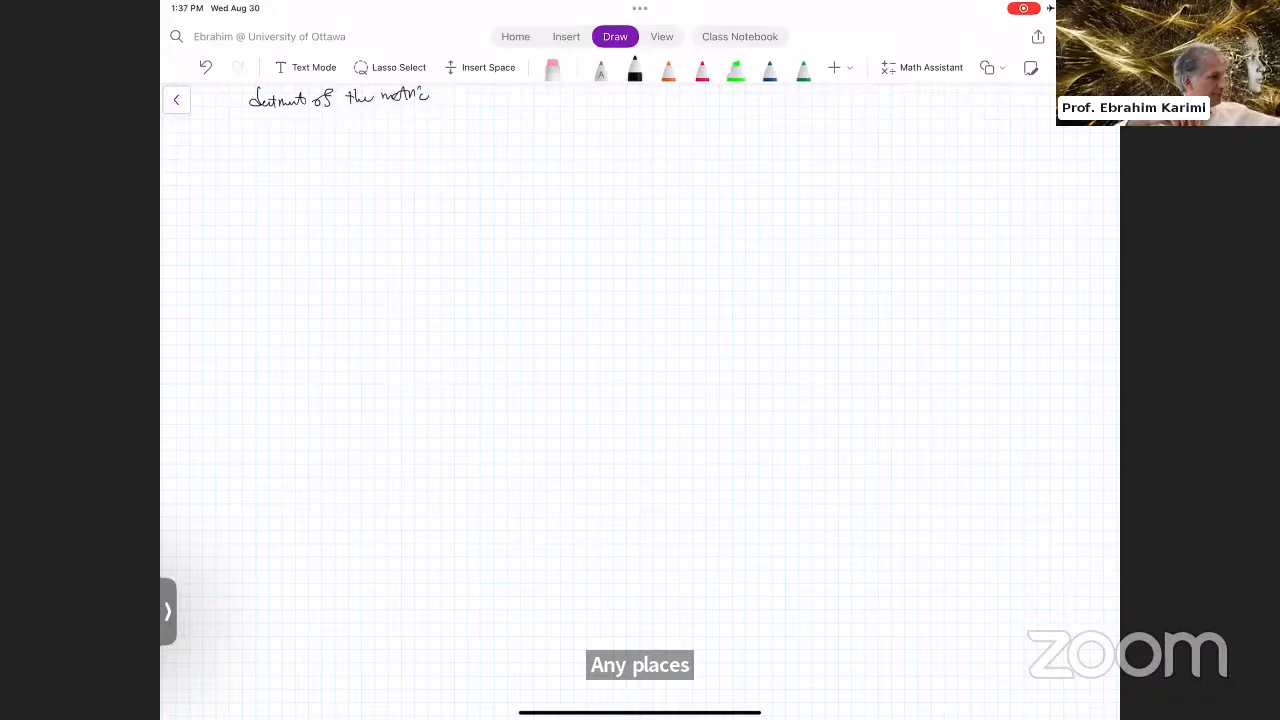 1:37 PM Wed Aug 30
Ebrahim @ University of Ottawa
Home Insert Draw View Class Notebook
Text Mode Lasso Select Insert Space A Math Assistant
of the
Prof. Ebrahim Karimi
Any places
zoom